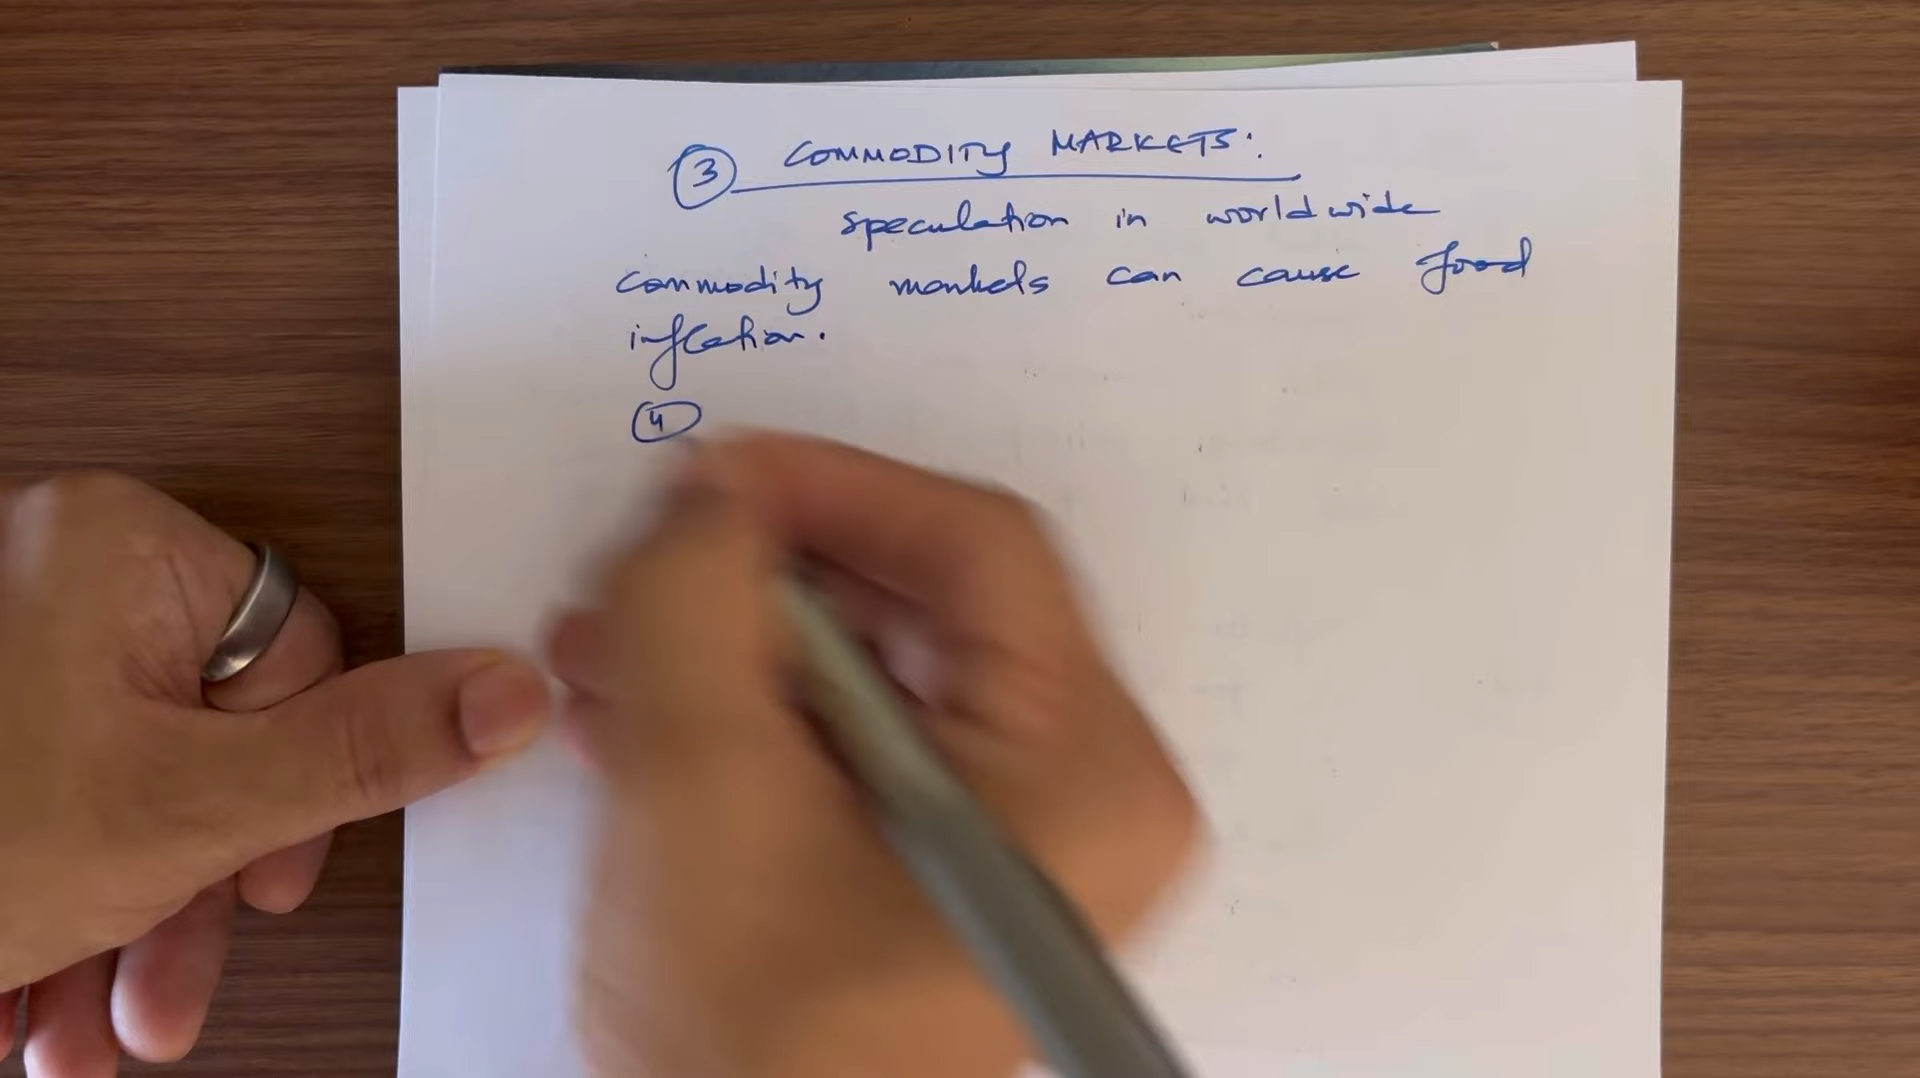 3 COMMODITY MARKETS:
speculation in worldwide
commodity markets can cause food
inflation.
4